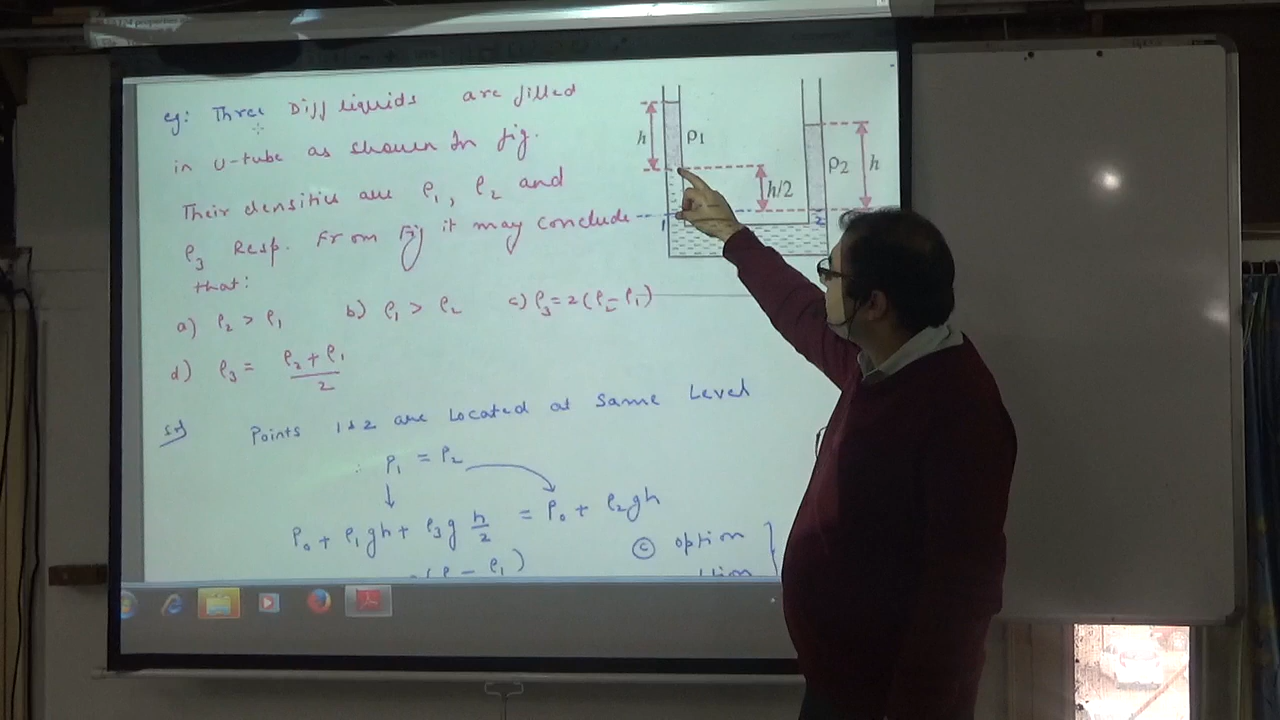 eg: Three Diff liquids are filled
in U-tube as shown In fig.
Their densities are ρ₁, ρ₂ and
ρ₃ Resp. From Fig it may conclude
that:
a) ρ₂ > ρ₁ b) ρ₁ > ρ₂ c) ρ₃ = 2(ρ₂ - ρ₁)
d) ρ₃ = (ρ₂ + ρ₁)/2
h ρ₁
h/2
ρ₂ h
1 2
Sol Points 1 & 2 are Located at Same Level
P₁ = P₂
P₀ + ρ₁gh + ρ₃g h/2 = P₀ + ρ₂gh
ⓒ option